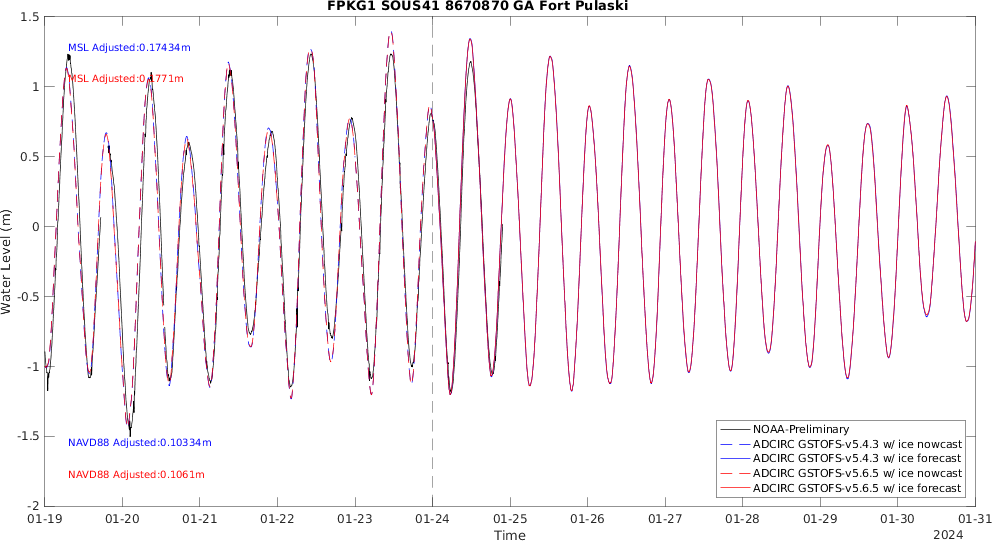 FPKG1 SOUS41 8670870 GA Fort Pulaski
1.5
1
0.5
0
-0.5
-1
-1.5
-2
Water Level (m)
MSL Adjusted:0.17434m
MSL Adjusted:0.1771m
NAVD88 Adjusted:0.10334m
NAVD88 Adjusted:0.1061m
NOAA-Preliminary
ADCIRC GSTOFS-v5.4.3 w/ ice nowcast
ADCIRC GSTOFS-v5.4.3 w/ ice forecast
ADCIRC GSTOFS-v5.6.5 w/ ice nowcast
ADCIRC GSTOFS-v5.6.5 w/ ice forecast
01-19 01-20 01-21 01-22 01-23 01-24 01-25 01-26 01-27 01-28 01-29 01-30 01-31
Time
2024